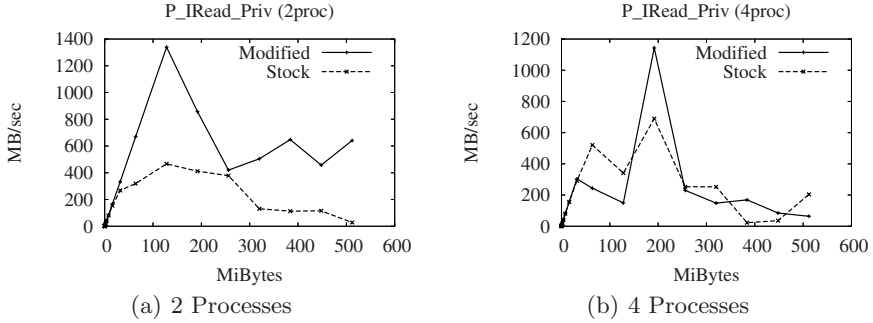 P_IRead_Priv (2proc)
1400
1200
1000
800
600
400
200
0
MB/sec
Modified
Stock
0 100 200 300 400 500 600
MiBytes
(a) 2 Processes
P_IRead_Priv (4proc)
1200
1000
800
600
400
200
0
MB/sec
Modified
Stock
0 100 200 300 400 500 600
MiBytes
(b) 4 Processes